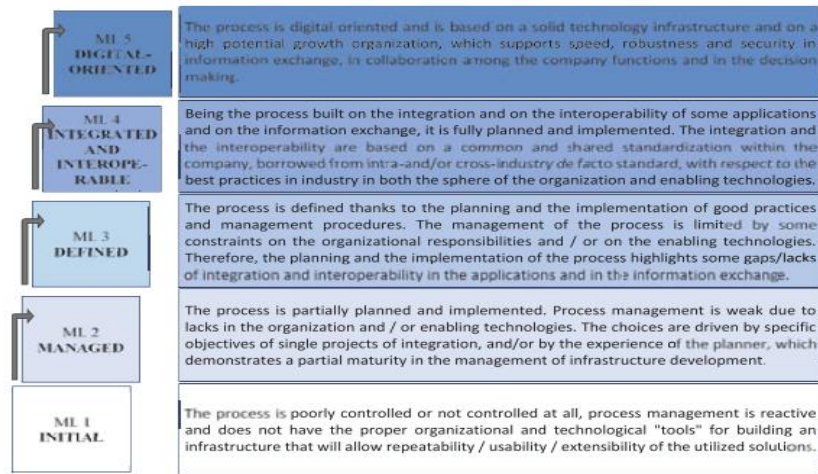 ML 5
DIGITAL-
ORIENTED
The process is digital oriented and is based on a solid technology infrastructure and on a
high potential growth organization, which supports speed, robustness and security in
information exchange, in collaboration among the company functions and in the decision
making.
ML 4
INTEGRATED
AND
INTEROPE-
RABLE
Being the process built on the integration and on the interoperability of some applications
and on the information exchange, it is fully planned and implemented. The integration and
the interoperability are based on a common and shared standardization within the
company, borrowed from intra-and/or cross-industry de facto standard, with respect to the
best practices in industry in both the sphere of the organization and enabling technologies.
ML 3
DEFINED
The process is defined thanks to the planning and the implementation of good practices
and management procedures. The management of the process is limited by some
constraints on the organizational responsibilities and / or on the enabling technologies.
Therefore, the planning and the implementation of the process highlights some gaps/lacks
of integration and interoperability in the applications and in the information exchange.
ML 2
MANAGED
The process is partially planned and implemented. Process management is weak due to
lacks in the organization and / or enabling technologies. The choices are driven by specific
objectives of single projects of integration, and/or by the experience of the planner, which
demonstrates a partial maturity in the management of infrastructure development.
ML 1
INITIAL
The process is poorly controlled or not controlled at all, process management is reactive
and does not have the proper organizational and technological "tools" for building an
infrastructure that will allow repeatability / usability / extensibility of the utilized solutions.